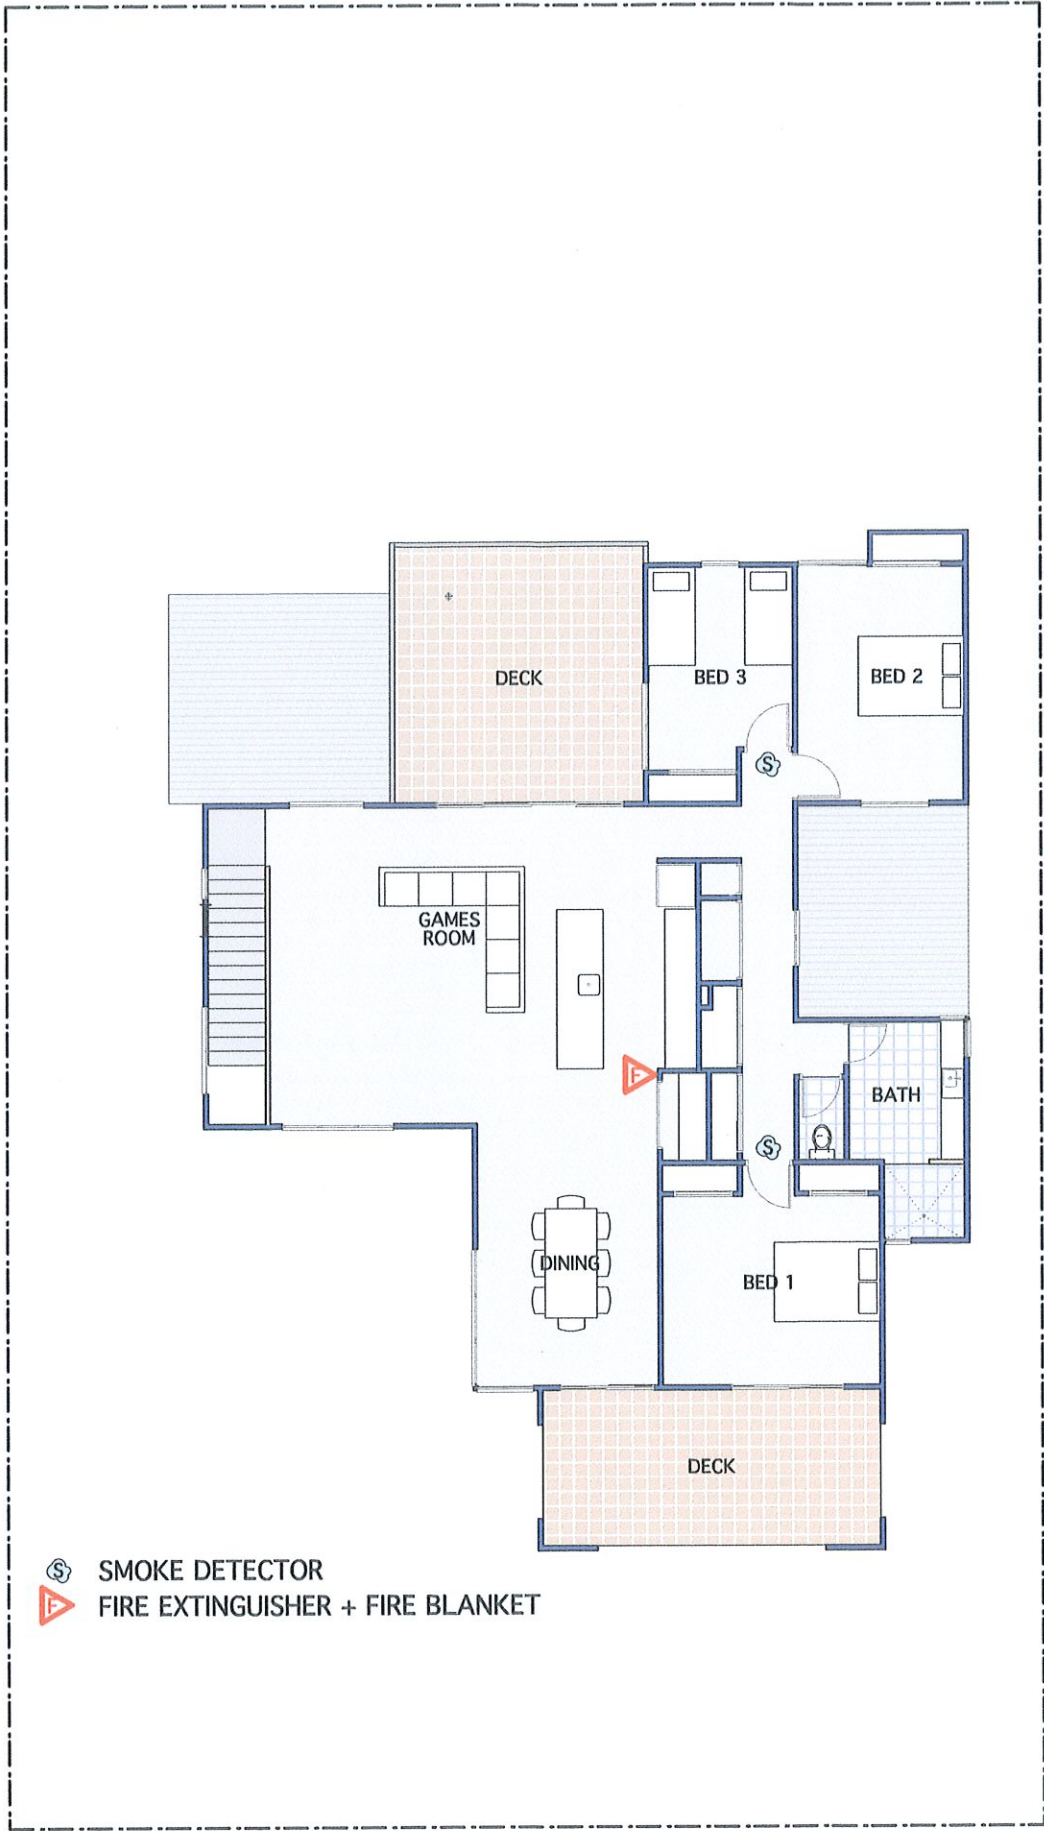 DECK
BED 3
BED 2
S
GAMES
ROOM
F
BATH
S
DINING
BED 1
DECK
S SMOKE DETECTOR
F FIRE EXTINGUISHER + FIRE BLANKET